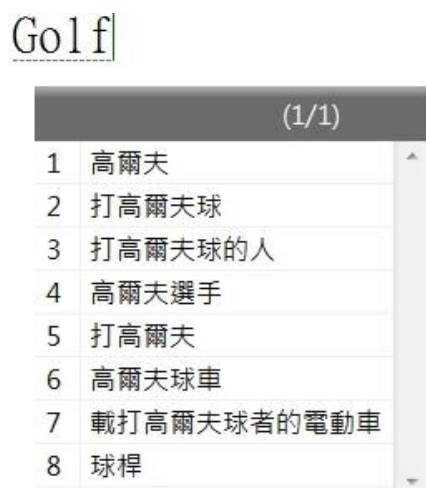 Golf
(1/1)
1 高爾夫
2 打高爾夫球
3 打高爾夫球的人
4 高爾夫選手
5 打高爾夫
6 高爾夫球車
7 載打高爾夫球者的電動車
8 球桿